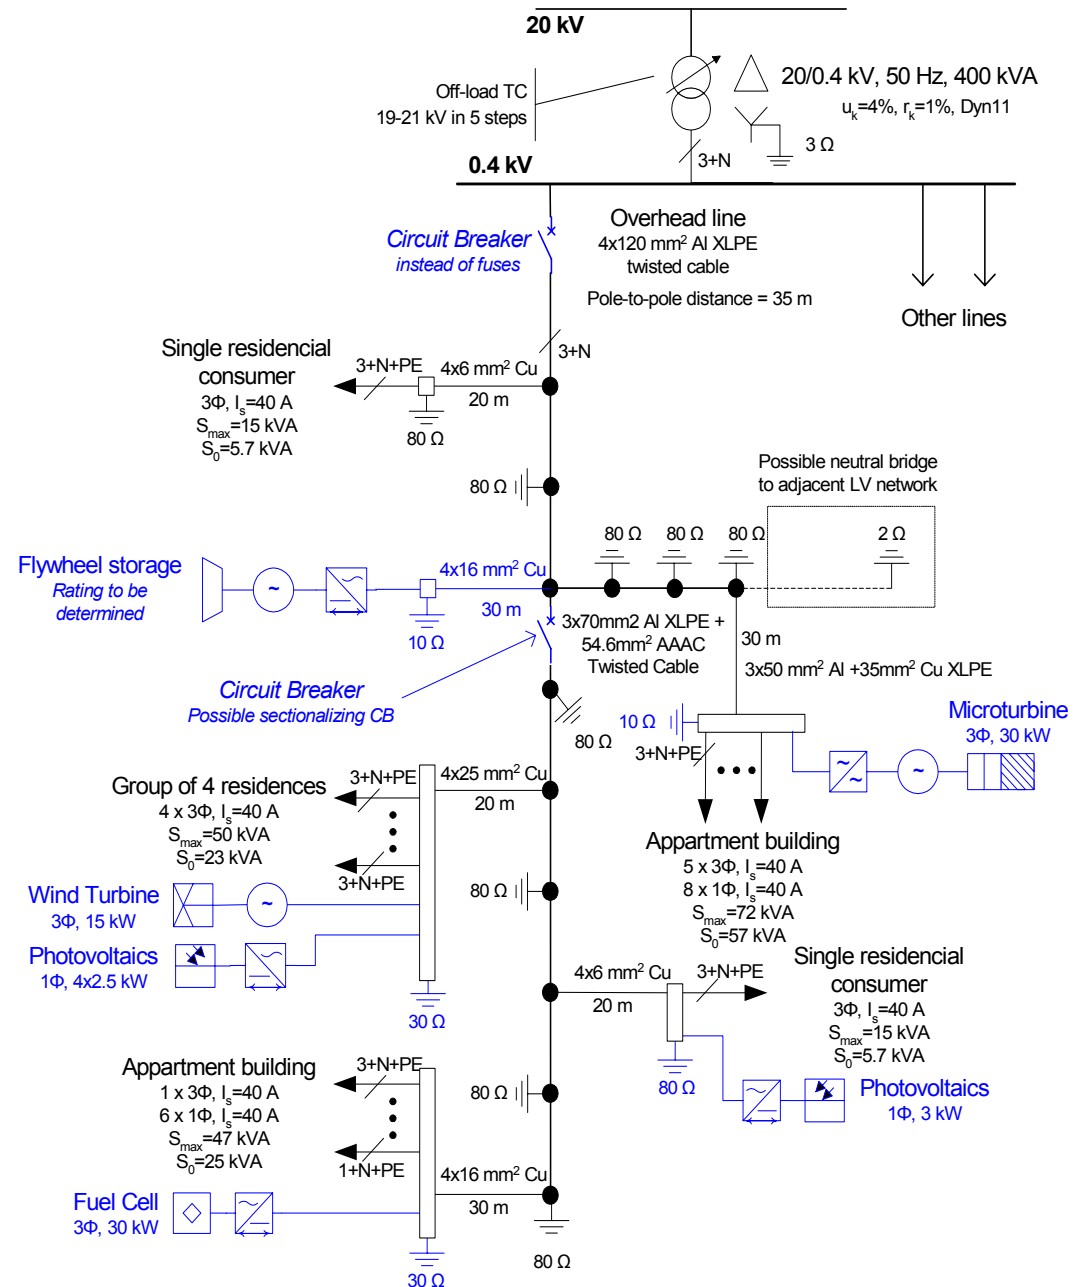 20 kV
Off-load TC
19-21 kV in 5 steps
20/0.4 kV, 50 Hz, 400 kVA
uk=4%, rk=1%, Dyn11
3 Ω
3+N
0.4 kV
Circuit Breaker
instead of fuses
Overhead line
4x120 mm² Al XLPE
twisted cable
Pole-to-pole distance = 35 m
Other lines
3+N
Single residencial
consumer
3Φ, Is=40 A
Smax=15 kVA
S0=5.7 kVA
3+N+PE
4x6 mm² Cu
20 m
80 Ω
80 Ω
Possible neutral bridge
to adjacent LV network
80 Ω
80 Ω
80 Ω
2 Ω
Flywheel storage
Rating to be
determined
~
4x16 mm² Cu
30 m
10 Ω
3x70mm2 Al XLPE +
54.6mm² AAAC
Twisted Cable
30 m
3x50 mm² Al +35mm² Cu XLPE
Circuit Breaker
Possible sectionalizing CB
80 Ω
10 Ω
3+N+PE
Microturbine
3Φ, 30 kW
~
~
~
Appartment building
5 x 3Φ, Is=40 A
8 x 1Φ, Is=40 A
Smax=72 kVA
S0=57 kVA
Group of 4 residences
4 x 3Φ, Is=40 A
Smax=50 kVA
S0=23 kVA
3+N+PE
3+N+PE
4x25 mm² Cu
20 m
Wind Turbine
3Φ, 15 kW
~
Photovoltaics
1Φ, 4x2.5 kW
30 Ω
80 Ω
4x6 mm² Cu
20 m
3+N+PE
Single residencial
consumer
3Φ, Is=40 A
Smax=15 kVA
S0=5.7 kVA
80 Ω
Photovoltaics
1Φ, 3 kW
80 Ω
Appartment building
1 x 3Φ, Is=40 A
6 x 1Φ, Is=40 A
Smax=47 kVA
S0=25 kVA
3+N+PE
1+N+PE
4x16 mm² Cu
30 m
Fuel Cell
3Φ, 30 kW
30 Ω
80 Ω